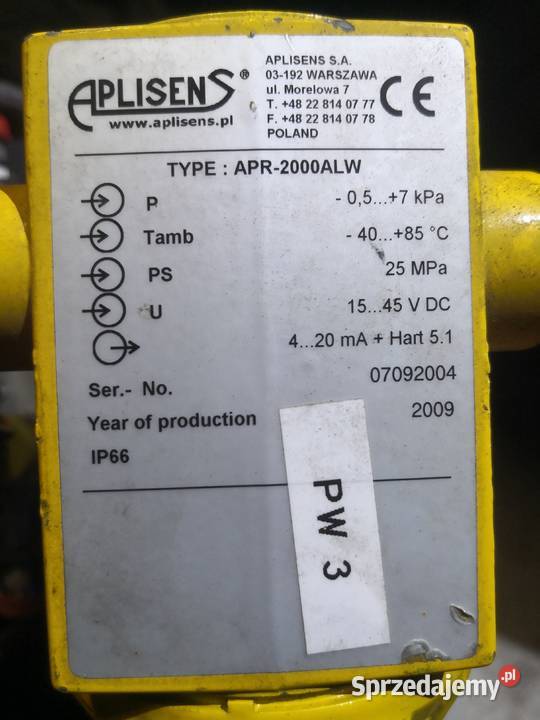 APLISENS®
www.aplisens.pl
APLISENS S.A.
03-192 WARSZAWA
ul. Morelowa 7
T. +48 22 814 07 77
F. +48 22 814 07 78
POLAND
CE
TYPE : APR-2000ALW
P - 0,5...+7 kPa
Tamb - 40...+85 °C
PS 25 MPa
U 15...45 V DC
4...20 mA + Hart 5.1
Ser.- No. 07092004
Year of production 2009
IP66
PW 3
Sprzedajemy.pl